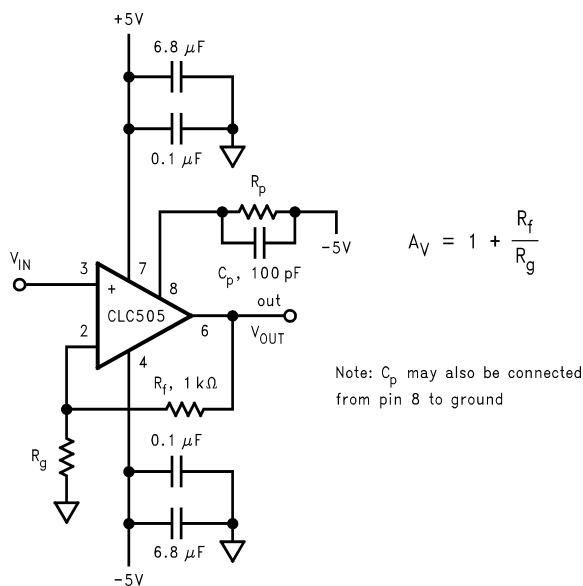 +5V
6.8 μF
0.1 μF
Rp
-5V
Cp, 100 pF
AV = 1 + Rf/Rg
VIN
3
7
8
+
CLC505
2
6
out
VOUT
4
Rf, 1 kΩ
Note: Cp may also be connected
from pin 8 to ground
0.1 μF
Rg
6.8 μF
-5V